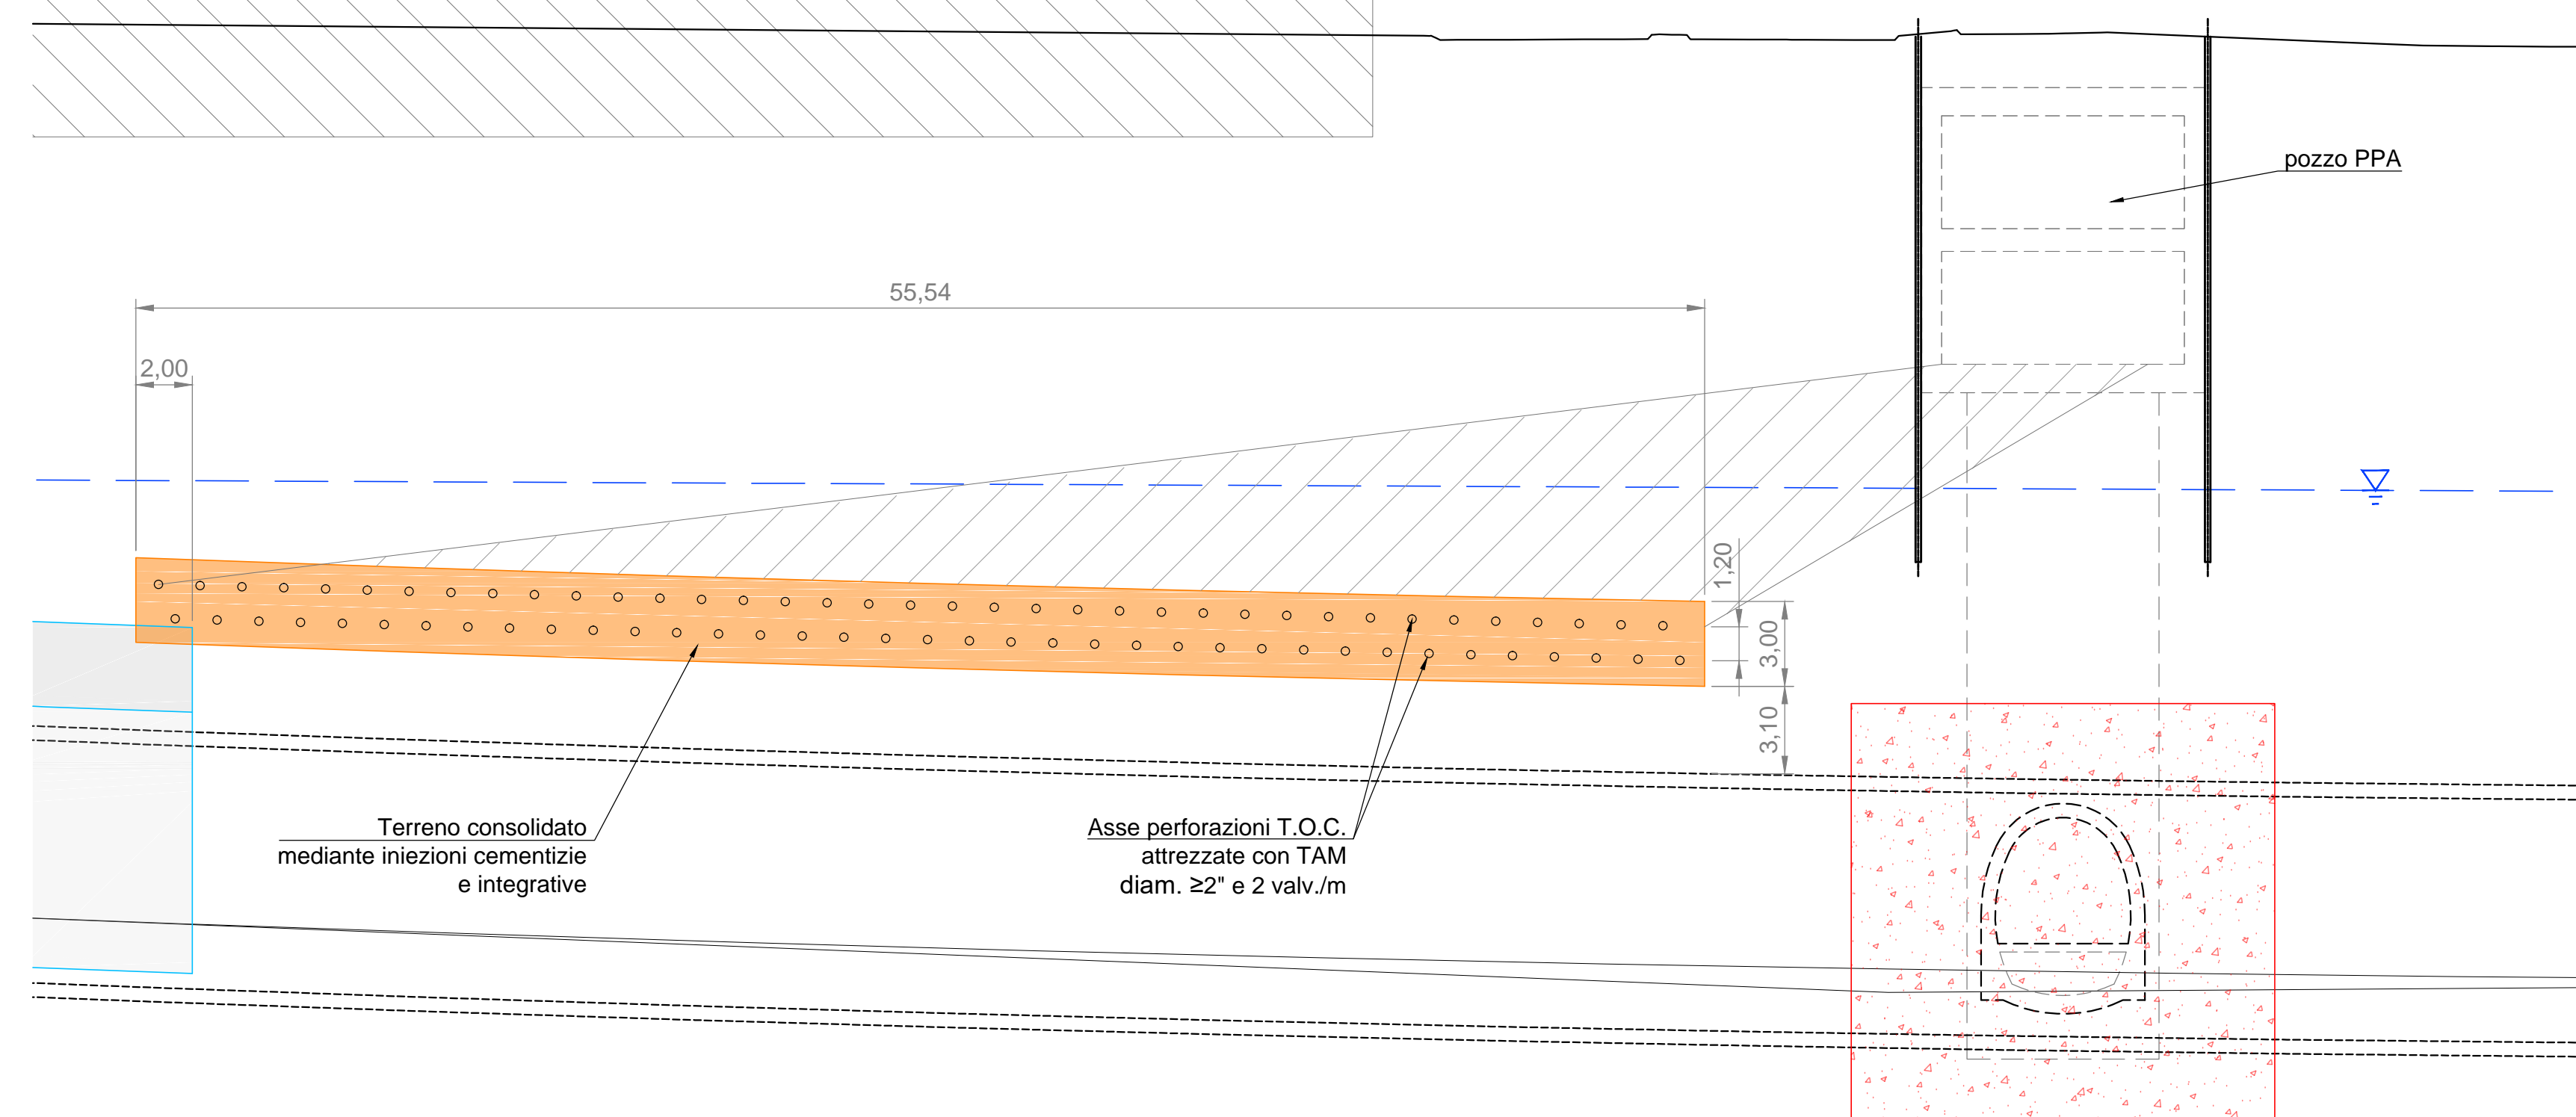 pozzo PPA
55,54
2,00
1,20
3,00
3,10
Terreno consolidato
mediante iniezioni cementizie
e integrative
Asse perforazioni T.O.C.
attrezzate con TAM
diam. ≥2" e 2 valv./m